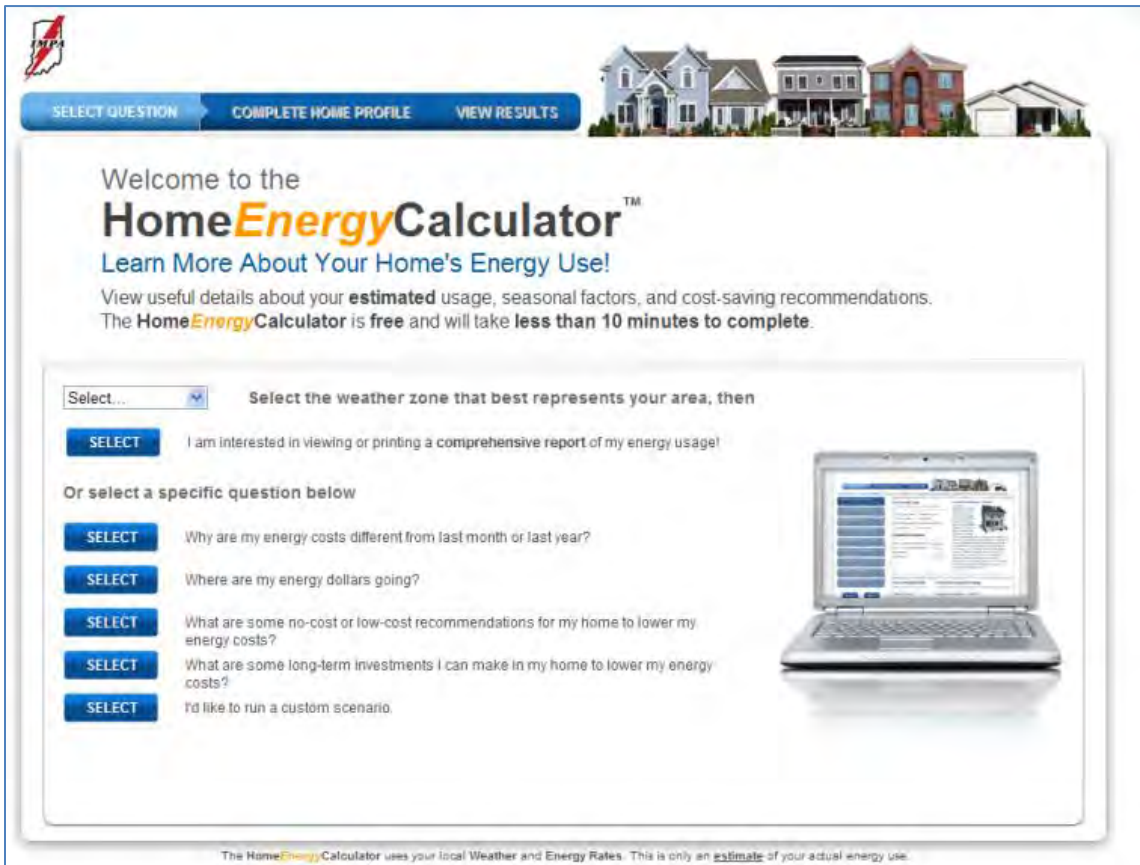 IMPA
SELECT QUESTION COMPLETE HOME PROFILE VIEW RESULTS
Welcome to the
HomeEnergyCalculator™
Learn More About Your Home's Energy Use!
View useful details about your estimated usage, seasonal factors, and cost-saving recommendations.
The HomeEnergyCalculator is free and will take less than 10 minutes to complete.
Select... Select the weather zone that best represents your area, then
SELECT I am interested in viewing or printing a comprehensive report of my energy usage!
Or select a specific question below
SELECT Why are my energy costs different from last month or last year?
SELECT Where are my energy dollars going?
SELECT What are some no-cost or low-cost recommendations for my home to lower my
energy costs?
SELECT What are some long-term investments I can make in my home to lower my energy
costs?
SELECT I'd like to run a custom scenario.
The HomeEnergyCalculator uses your local Weather and Energy Rates. This is only an estimate of your actual energy use.